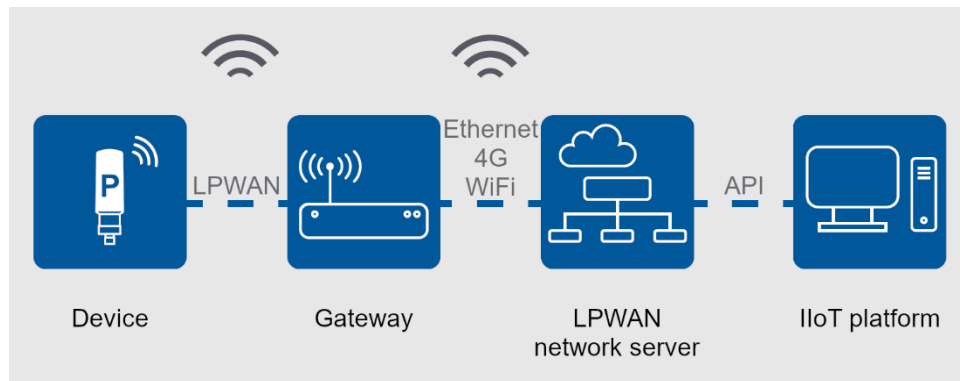 P
LPWAN
Ethernet
4G
WiFi
API
Device
Gateway
LPWAN
network server
IIoT platform